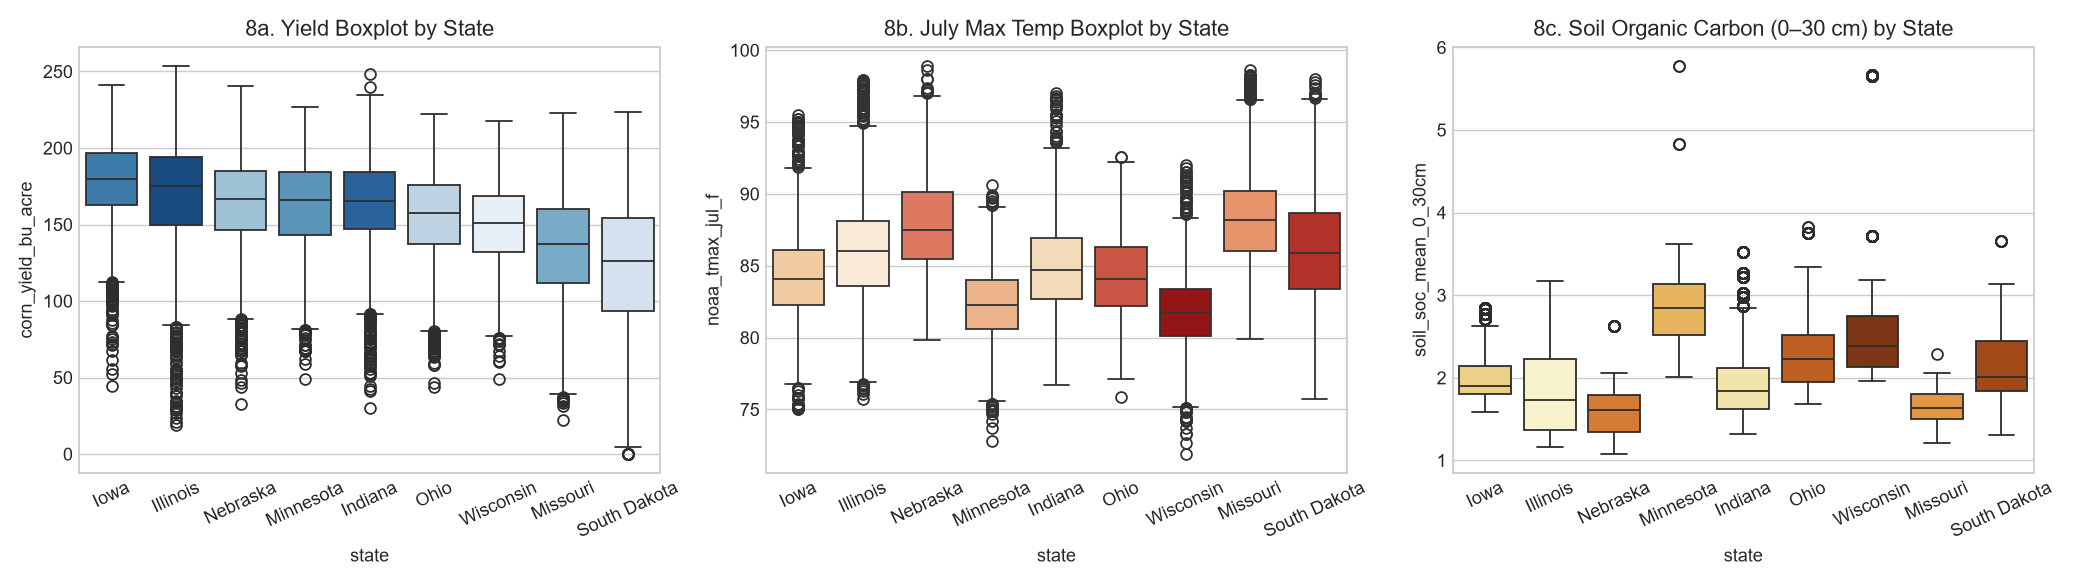 8a. Yield Boxplot by State
corn_yield_bu_acre
250
200
150
100
50
0
Iowa
Illinois
Nebraska
Minnesota
Indiana
Ohio
Wisconsin
Missouri
South Dakota
state
8b. July Max Temp Boxplot by State
noaa_tmax_jul_f
100
95
90
85
80
75
Iowa
Illinois
Nebraska
Minnesota
Indiana
Ohio
Wisconsin
Missouri
South Dakota
state
8c. Soil Organic Carbon (0–30 cm) by State
soil_soc_mean_0_30cm
6
5
4
3
2
1
Iowa
Illinois
Nebraska
Minnesota
Indiana
Ohio
Wisconsin
Missouri
South Dakota
state